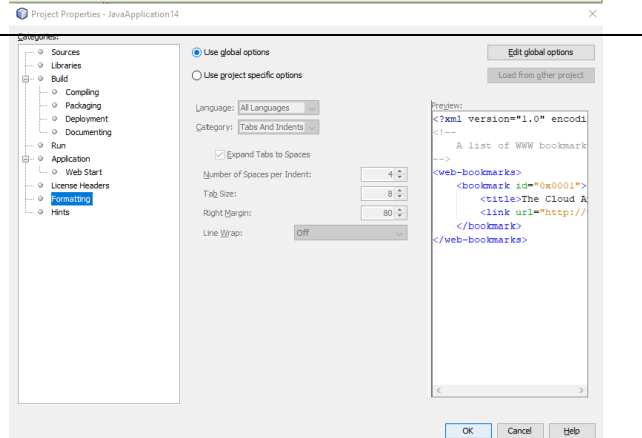 Project Properties - JavaApplication14
Categories:
Sources
Libraries
Build
Compiling
Packaging
Deployment
Documenting
Run
Application
Web Start
License Headers
Formatting
Hints
Use global options
Edit global options
Use project specific options
Load from other project
Language: All Languages
Category: Tabs And Indents
Expand Tabs to Spaces
Number of Spaces per Indent: 4
Tab Size: 8
Right Margin: 80
Line Wrap: Off
Preview:
<?xml version="1.0" encodi
<!--
A list of WWW bookmark
-->
<web-bookmarks>
<bookmark id="0x0001">
<title>The Cloud A
<link url="http://
</bookmark>
</web-bookmarks>
OK Cancel Help